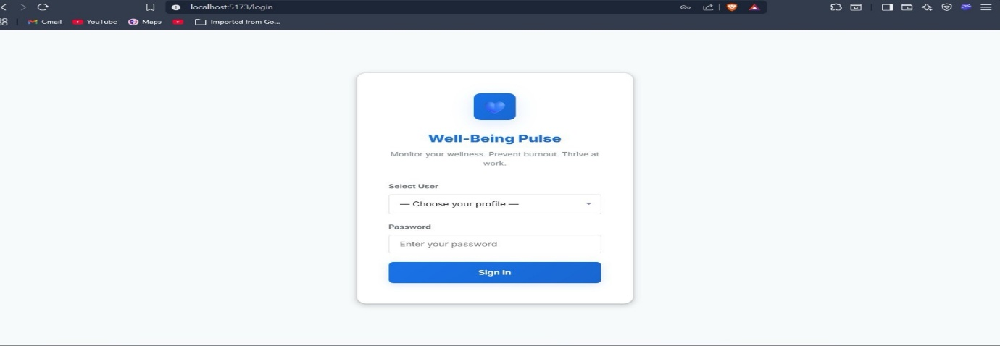 localhost:5173/login
Gmail YouTube Maps Imported from Go...
Well-Being Pulse
Monitor your wellness. Prevent burnout. Thrive at
work.
Select User
— Choose your profile —
Password
Enter your password
Sign In